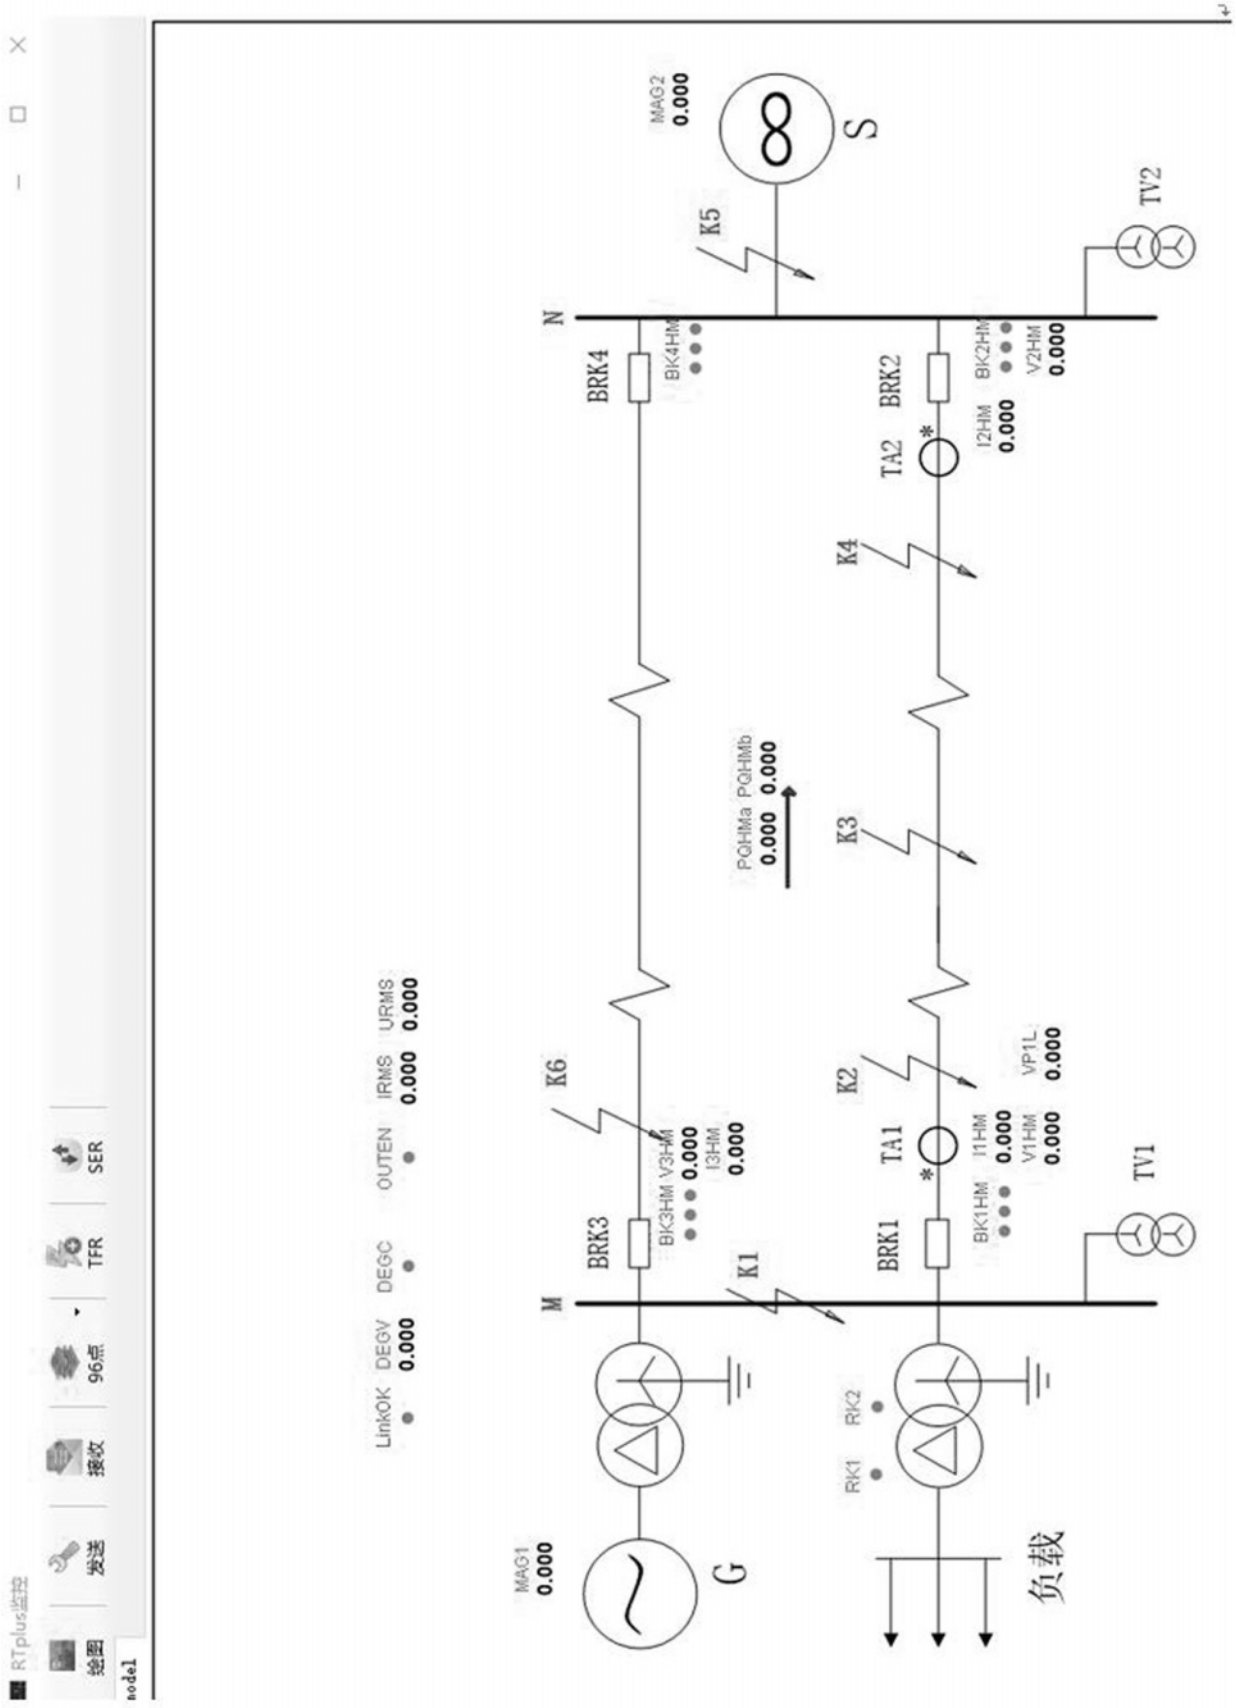 RTplus监控
绘图 发送 接收 96点 TFR SER
model
LinkOK DEGV DEGC OUTEN IRMS URMS
0.000 0.000 0.000
MAG1
0.000
G
M
BRK3
BK3HM V3HM
0.000
I3HM
0.000
K6
BRK4
BK4HM
N
K5
MAG2
0.000
S
K1
PQHMa PQHMb
0.000 0.000
RK1 RK2
负载
BRK1
BK1HM
TA1
*
I1HM
0.000
V1HM
0.000
VP1L
0.000
K2
K3
K4
TA2
*
I2HM
0.000
BRK2
BK2HM
V2HM
0.000
TV1
TV2